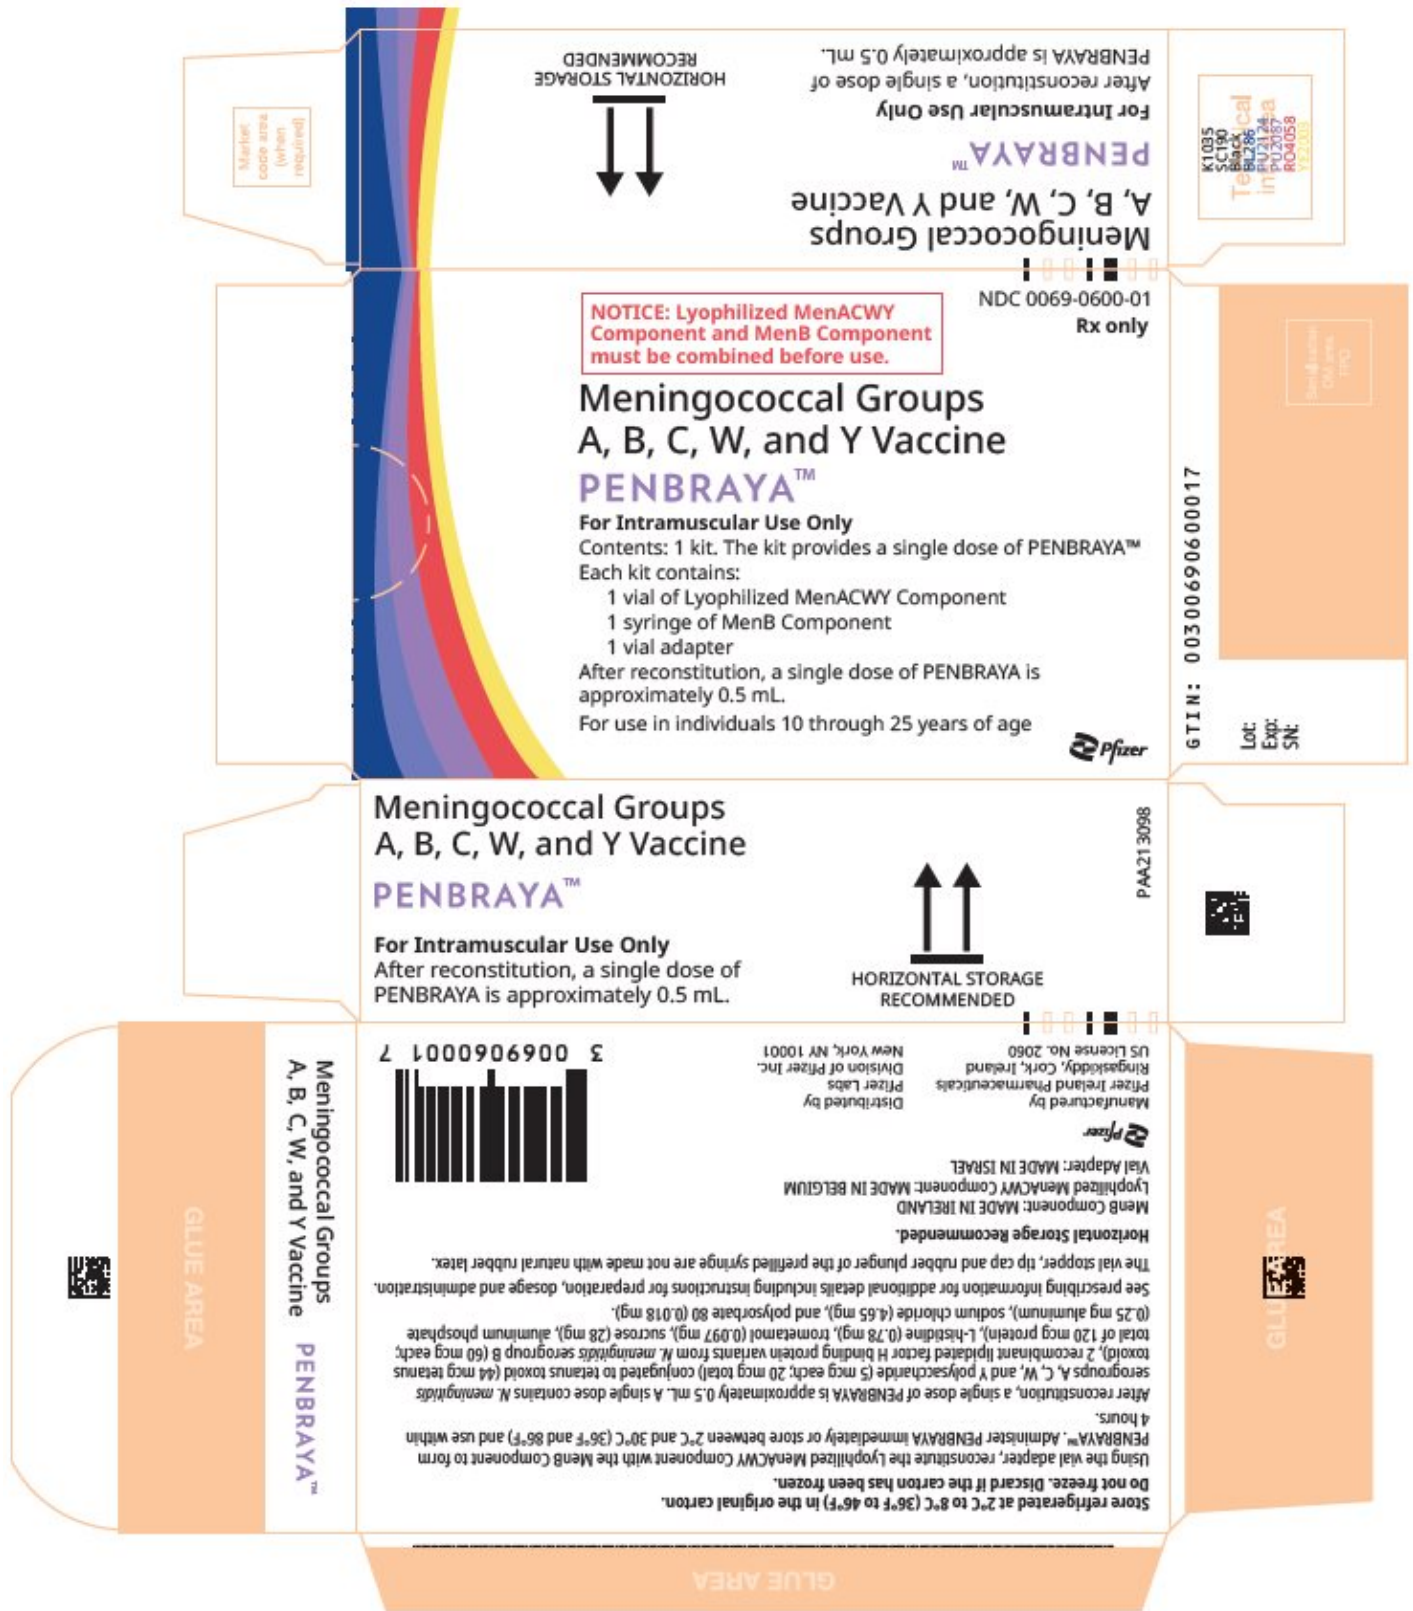 Market
code area
(when
required)
HORIZONTAL STORAGE
RECOMMENDED
Meningococcal Groups
A, B, C, W, and Y Vaccine
PENBRAYA™
For Intramuscular Use Only
After reconstitution, a single dose of
PENBRAYA is approximately 0.5 mL.
K1035
SC190
Black
BL286
PU2124
PU2087
RO4058
YE2003
NOTICE: Lyophilized MenACWY
Component and MenB Component
must be combined before use.
NDC 0069-0600-01
Rx only
Meningococcal Groups
A, B, C, W, and Y Vaccine
PENBRAYA™
For Intramuscular Use Only
Contents: 1 kit. The kit provides a single dose of PENBRAYA™
Each kit contains:
1 vial of Lyophilized MenACWY Component
1 syringe of MenB Component
1 vial adapter
After reconstitution, a single dose of PENBRAYA is
approximately 0.5 mL.
For use in individuals 10 through 25 years of age
Pfizer
GTIN: 00300690600017
Lot:
Exp:
SN:
Meningococcal Groups
A, B, C, W, and Y Vaccine
PENBRAYA™
For Intramuscular Use Only
After reconstitution, a single dose of
PENBRAYA is approximately 0.5 mL.
HORIZONTAL STORAGE
RECOMMENDED
PAA213098
GLUE AREA
Meningococcal Groups
A, B, C, W, and Y Vaccine
PENBRAYA™
Store refrigerated at 2°C to 8°C (36°F to 46°F) in the original carton.
Do not freeze. Discard if the carton has been frozen.
Using the vial adapter, reconstitute the Lyophilized MenACWY Component with the MenB Component to form
PENBRAYA™. Administer PENBRAYA immediately or store between 2°C and 30°C (36°F and 86°F) and use within
4 hours.
After reconstitution, a single dose of PENBRAYA is approximately 0.5 mL. A single dose contains N. meningitidis
serogroups A, C, W, and Y polysaccharide (5 mcg each; 20 mcg total) conjugated to tetanus toxoid (44 mcg tetanus
toxoid), 2 recombinant lipidated factor H binding protein variants from N. meningitidis serogroup B (60 mcg each;
total of 120 mcg protein), L-histidine (0.78 mg), trometamol (0.097 mg), sucrose (28 mg), aluminum phosphate
(0.25 mg aluminum), sodium chloride (4.65 mg), and polysorbate 80 (0.018 mg).
See prescribing information for additional details including instructions for preparation, dosage and administration.
The vial stopper, tip cap and rubber plunger of the prefilled syringe are not made with natural rubber latex.
Horizontal Storage Recommended.
MenB Component: MADE IN IRELAND
Lyophilized MenACWY Component: MADE IN BELGIUM
Vial Adapter: MADE IN ISRAEL
Pfizer
Manufactured by
Pfizer Ireland Pharmaceuticals
Ringaskiddy, Cork, Ireland
US License No. 2060
Distributed by
Pfizer Labs
Division of Pfizer Inc.
New York, NY 10001
3 0069060001 7
GLUE AREA
GLUE AREA